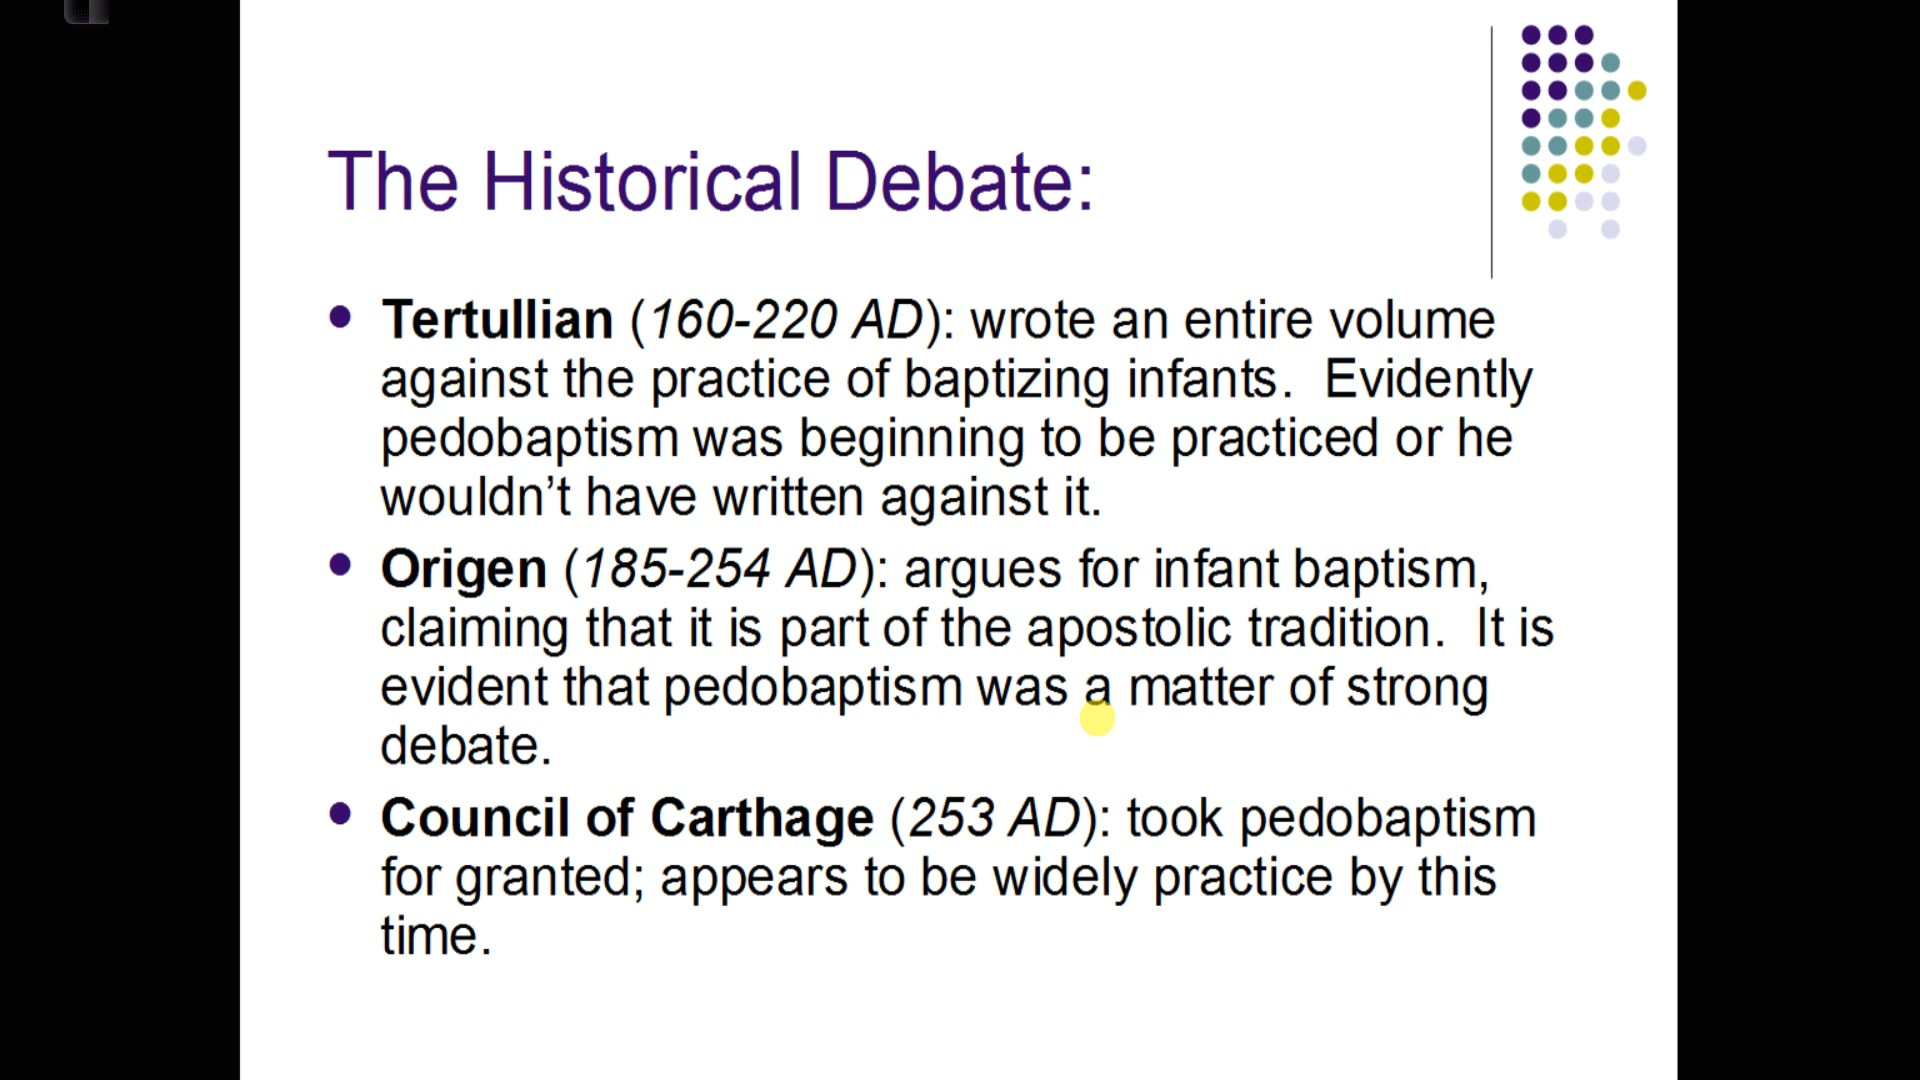 The Historical Debate:
Tertullian (160-220 AD): wrote an entire volume
against the practice of baptizing infants.  Evidently
pedobaptism was beginning to be practiced or he
wouldn’t have written against it.
Origen (185-254 AD): argues for infant baptism,
claiming that it is part of the apostolic tradition.  It is
evident that pedobaptism was a matter of strong
debate.
Council of Carthage (253 AD): took pedobaptism
for granted; appears to be widely practice by this
time.